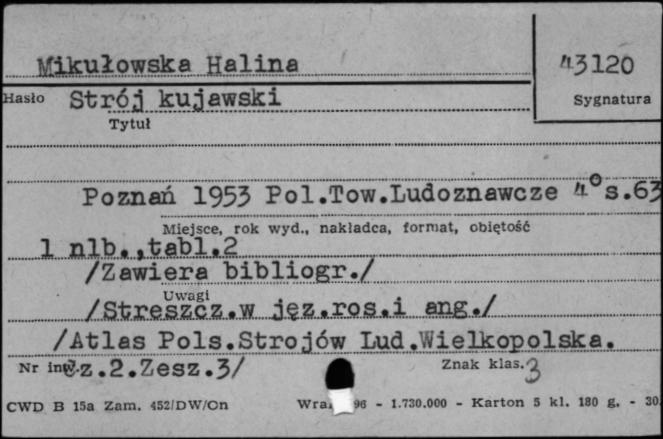 Mikułowska Halina
43120
Hasło Strój kujawski
Sygnatura
Tytuł
Poznań 1953 Pol.Tow.Ludoznawcze 4° s.63
Miejsce, rok wyd., nakładca, format, objętość
1 nlb.,tabl.2
/Zawiera bibliogr./
Uwagi
/Streszcz.w jęz.ros.i ang./
/Atlas Pols.Strojów Lud.Wielkopolska.
Nr inw. cz.2.Zesz.3/
Znak klas. 3
CWD B 15a Zam. 452/DW/On
96 - 1.730.000 - Karton 5 kl. 180 g. - 30.